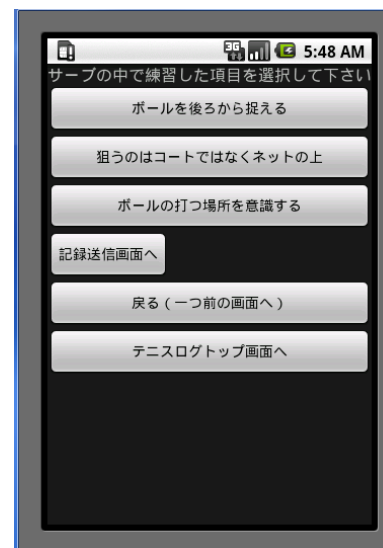 3G 5:48 AM
サーブの中で練習した項目を選択して下さい
ボールを後ろから捉える
狙うのはコートではなくネットの上
ボールの打つ場所を意識する
記録送信画面へ
戻る(一つ前の画面へ)
テニスログトップ画面へ